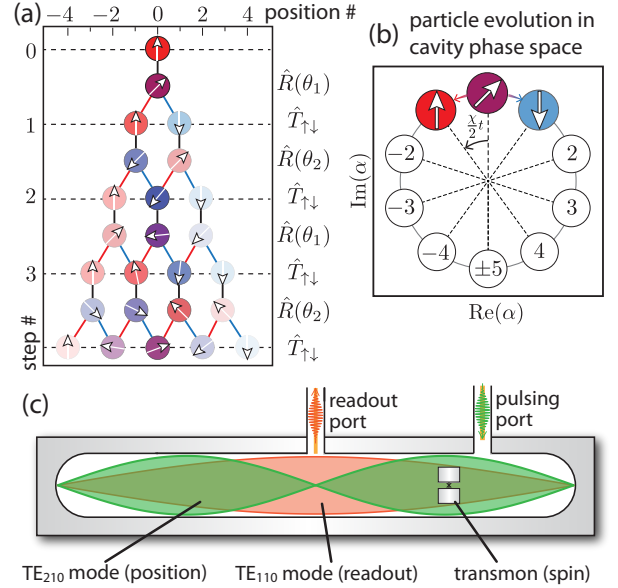 (a)
−4 −2 0 2 4 position #
0
R̂(θ₁)
1 T̂↑↓
R̂(θ₂)
2 T̂↑↓
R̂(θ₁)
3 T̂↑↓
R̂(θ₂)
T̂↑↓
step #
(b) particle evolution in
cavity phase space
χ/2 t
−2 2
−3 3
−4 4
±5
Im(α)
Re(α)
(c)
readout
port
pulsing
port
TE₂₁₀ mode (position) TE₁₁₀ mode (readout) transmon (spin)